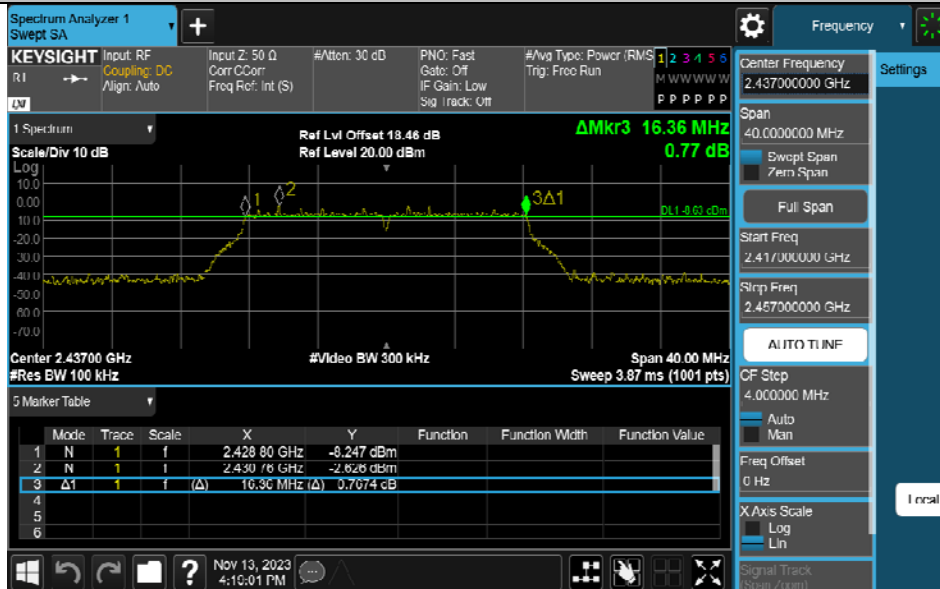 Spectrum Analyzer 1
Swept SA
+
Frequency
KEYSIGHT
Input: RF
Coupling: DC
Align: Auto
Input Z: 50 Ω
Corr CCorr
Freq Ref: Int (S)
#Atten: 30 dB
PNO: Fast
Gate: Off
IF Gain: Low
Sig Track: Off
#Avg Type: Power (RMS
Trig: Free Run
1 2 3 4 5 6
M W W W W W
P P P P P P
LXI
1 Spectrum
Scale/Div 10 dB
Ref Lvl Offset 18.46 dB
Ref Level 20.00 dBm
ΔMkr3 16.36 MHz
0.77 dB
Log
10.0
0.00
10.0
-20.0
-30.0
-40.0
-50.0
-60.0
-70.0
1
2
3Δ1
DL1 -8.63 dBm
Center 2.43700 GHz
#Video BW 300 kHz
Span 40.00 MHz
#Res BW 100 kHz
Sweep 3.87 ms (1001 pts)
5 Marker Table
Mode Trace Scale X Y Function Function Width Function Value
1 N 1 f 2.428 80 GHz -8.247 dBm
2 N 1 f 2.430 76 GHz -2.626 dBm
3 Δ1 1 f (Δ) 16.36 MHz (Δ) 0.7674 dB
4
5
6
?
Nov 13, 2023
4:19:01 PM
Center Frequency
2.437000000 GHz
Span
40.0000000 MHz
Swept Span
Zero Span
Full Span
Start Freq
2.417000000 GHz
Stop Freq
2.457000000 GHz
AUTO TUNE
CF Step
4.000000 MHz
Auto
Man
Freq Offset
0 Hz
X Axis Scale
Log
Lin
Signal Track
(Span Zoom)
Settings
Local